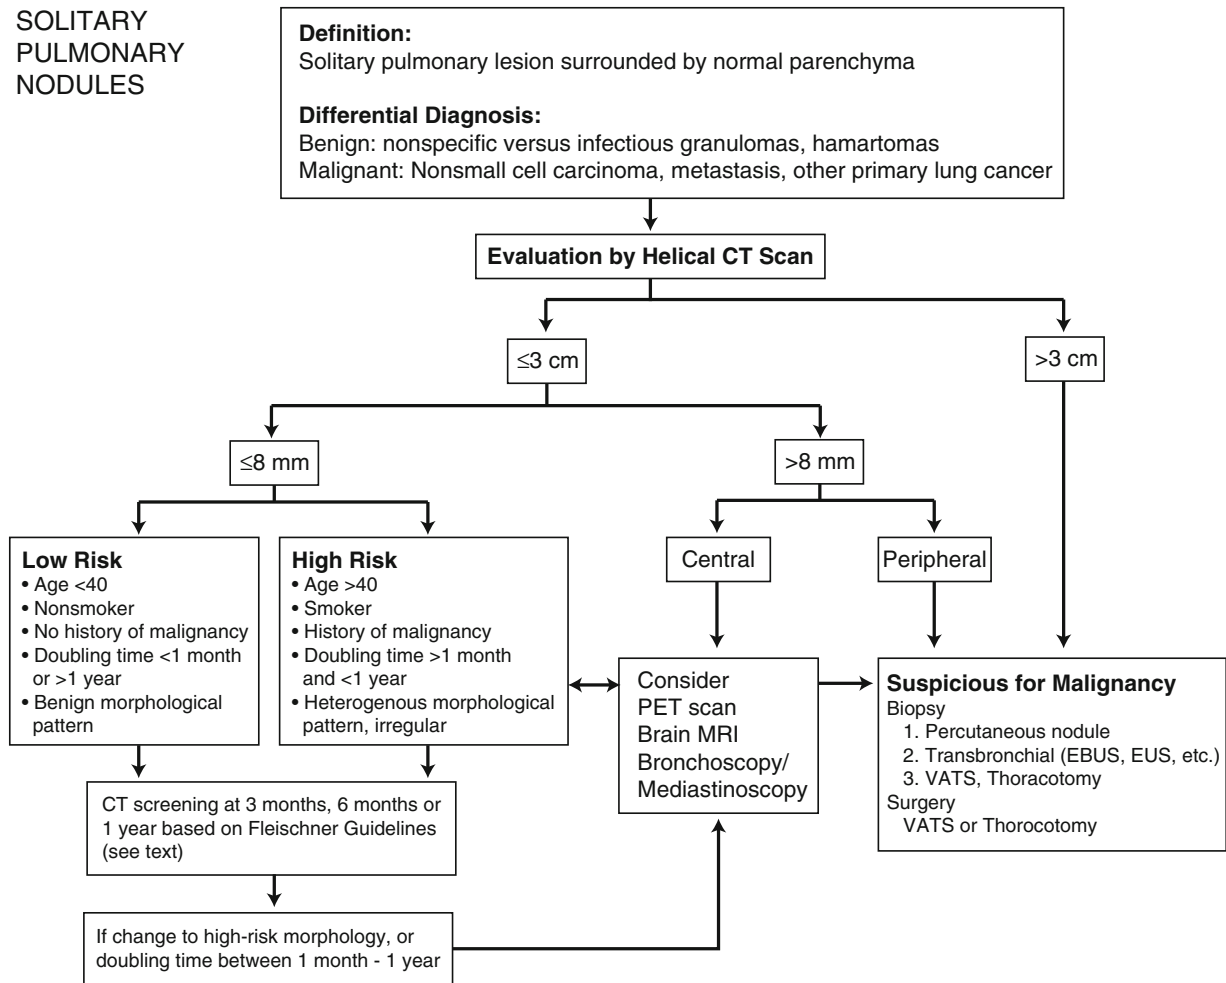 SOLITARY
PULMONARY
NODULES
Definition:
Solitary pulmonary lesion surrounded by normal parenchyma
Differential Diagnosis:
Benign: nonspecific versus infectious granulomas, hamartomas
Malignant: Nonsmall cell carcinoma, metastasis, other primary lung cancer
Evaluation by Helical CT Scan
≤3 cm
>3 cm
≤8 mm
>8 mm
Low Risk
• Age <40
• Nonsmoker
• No history of malignancy
• Doubling time <1 month
or >1 year
• Benign morphological
pattern
High Risk
• Age >40
• Smoker
• History of malignancy
• Doubling time >1 month
and <1 year
• Heterogenous morphological
pattern, irregular
Central
Peripheral
Consider
PET scan
Brain MRI
Bronchoscopy/
Mediastinoscopy
Suspicious for Malignancy
Biopsy
1. Percutaneous nodule
2. Transbronchial (EBUS, EUS, etc.)
3. VATS, Thoracotomy
Surgery
VATS or Thorocotomy
CT screening at 3 months, 6 months or
1 year based on Fleischner Guidelines
(see text)
If change to high-risk morphology, or
doubling time between 1 month - 1 year